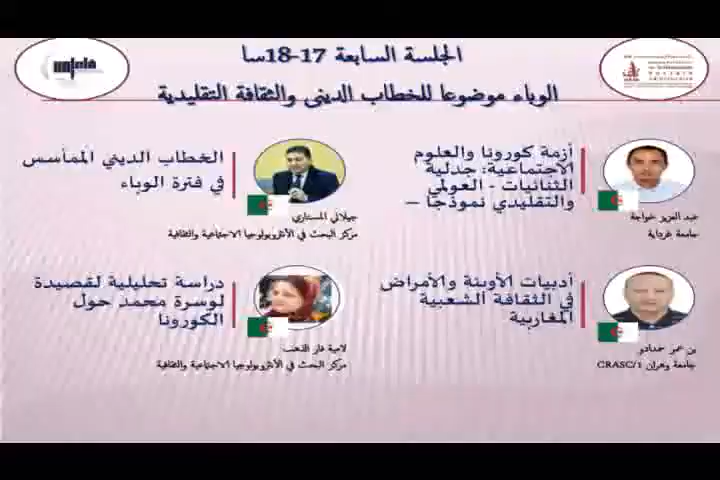 الجلسة السابعة 17-18سا
الوباء موضوعا للخطاب الديني والثقافة التقليدية
أزمة كورونا والعلوم
الاجتماعية: جدلية
الثنائيات - العولمي
والتقليدي نموذجا –
عبد العزيز خواجة
جامعة غرداية
الخطاب الديني الممأسس
في فترة الوباء
جيلالي المستاري
مركز البحث في الأنثروبولوجيا الاجتماعية والثقافية
أدبيات الأوبئة والأمراض
في الثقافة الشعبية
المغاربية
بن عمر حمدادو
جامعة وهران 1/CRASC
دراسة تحليلية لقصيدة
لوسرة محمد حول
الكورونا
لامية فار الذهب
مركز البحث في الأنثروبولوجيا الاجتماعية والثقافية